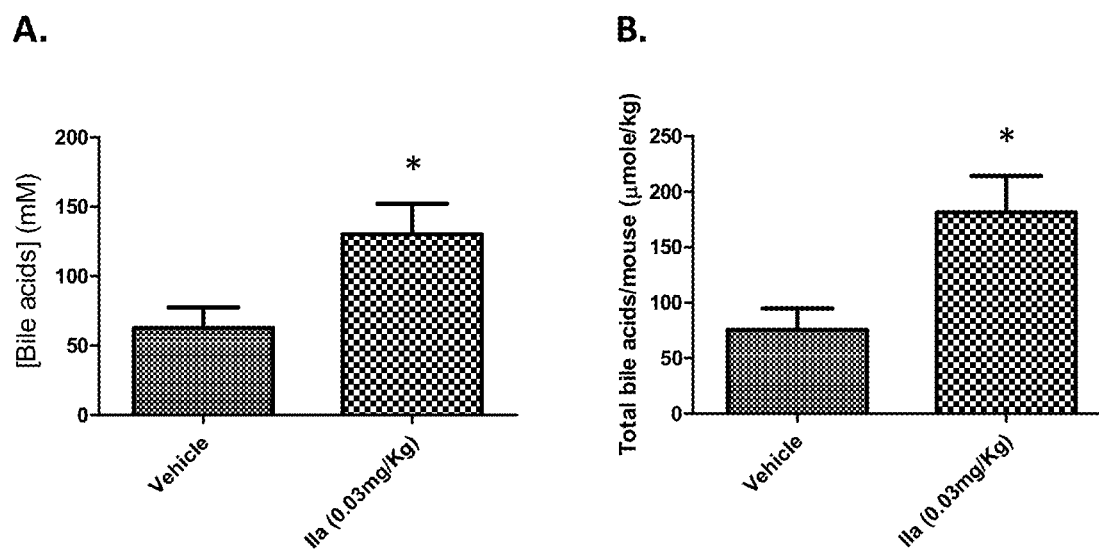 A.
[Bile acids] (mM)
200
150
100
50
0
*
Vehicle
IIa (0.03mg/Kg)
B.
Total bile acids/mouse (μmole/kg)
250
200
150
100
50
0
*
Vehicle
IIa (0.03mg/Kg)